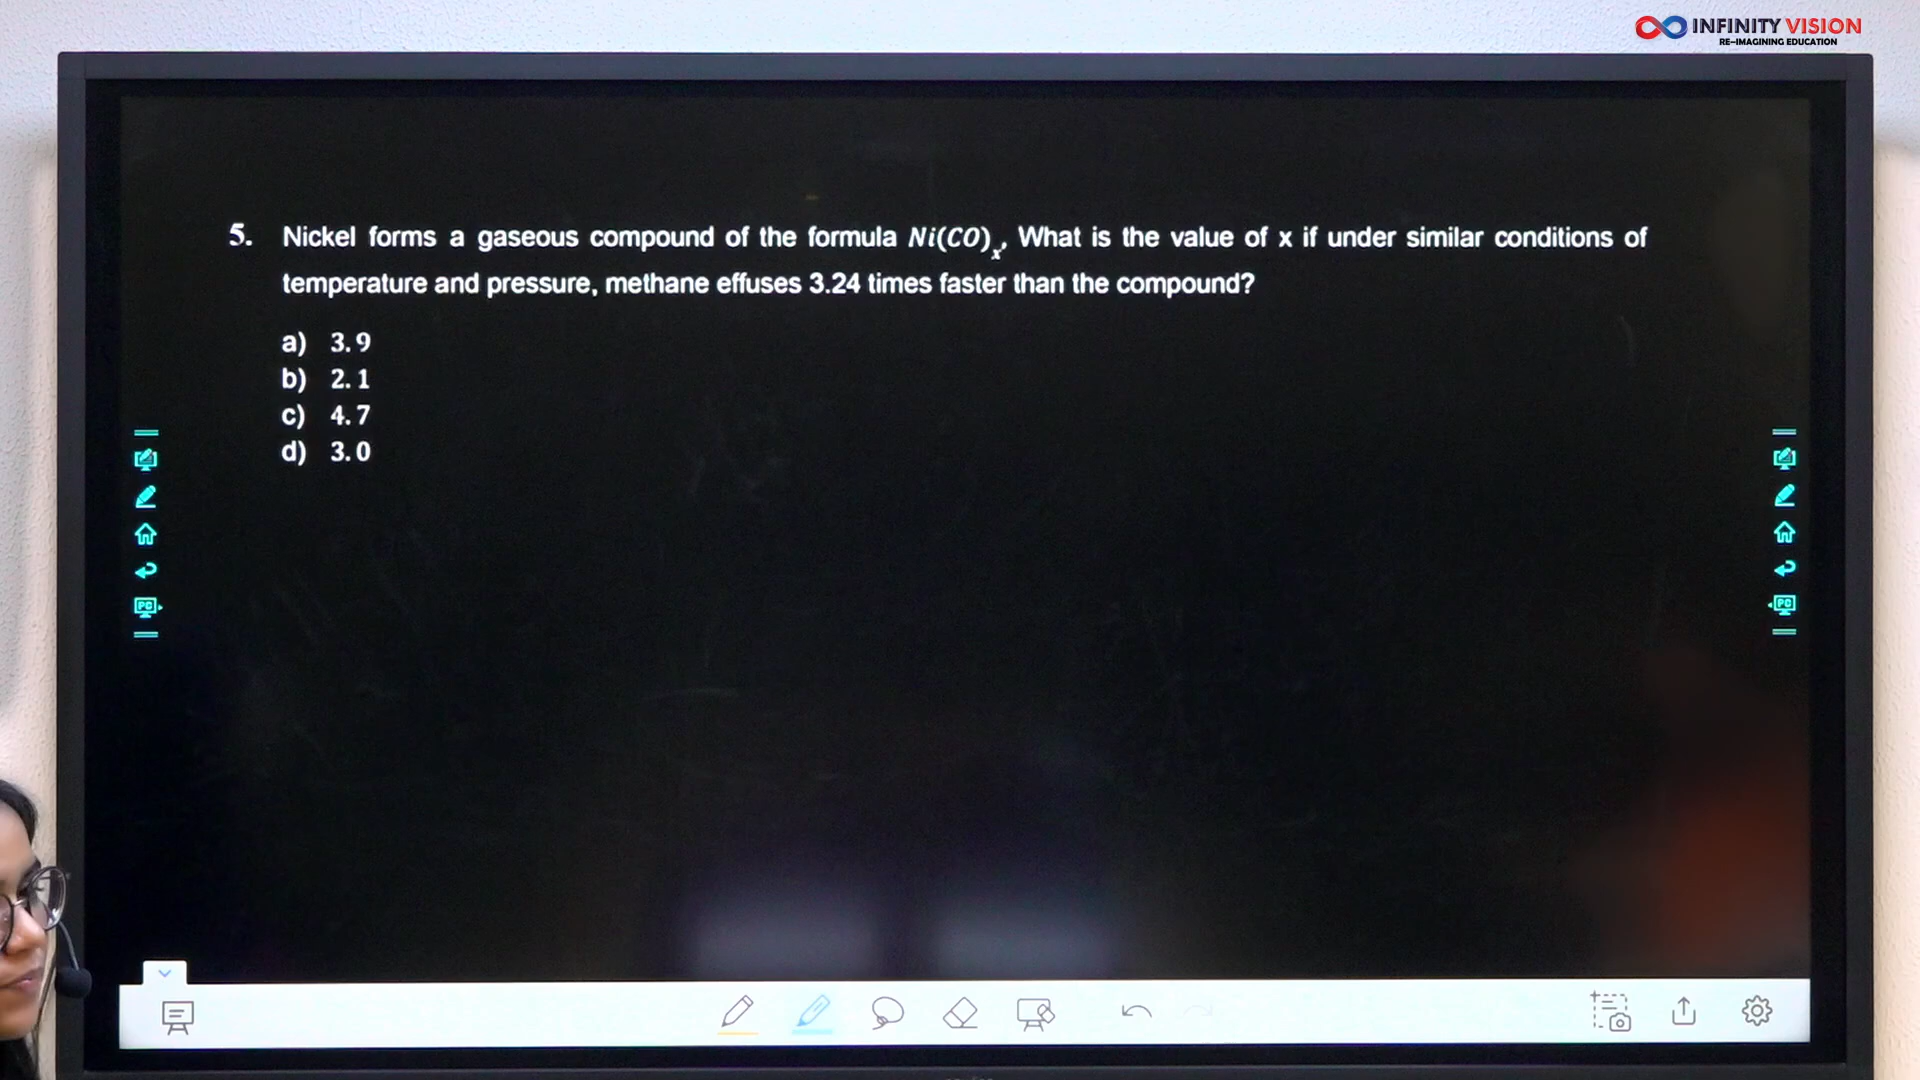 INFINITY VISION
RE-IMAGINING EDUCATION
5. Nickel forms a gaseous compound of the formula Ni(CO)ₓ, What is the value of x if under similar conditions of
temperature and pressure, methane effuses 3.24 times faster than the compound?
a) 3.9
b) 2.1
c) 4.7
d) 3.0
PC
PC